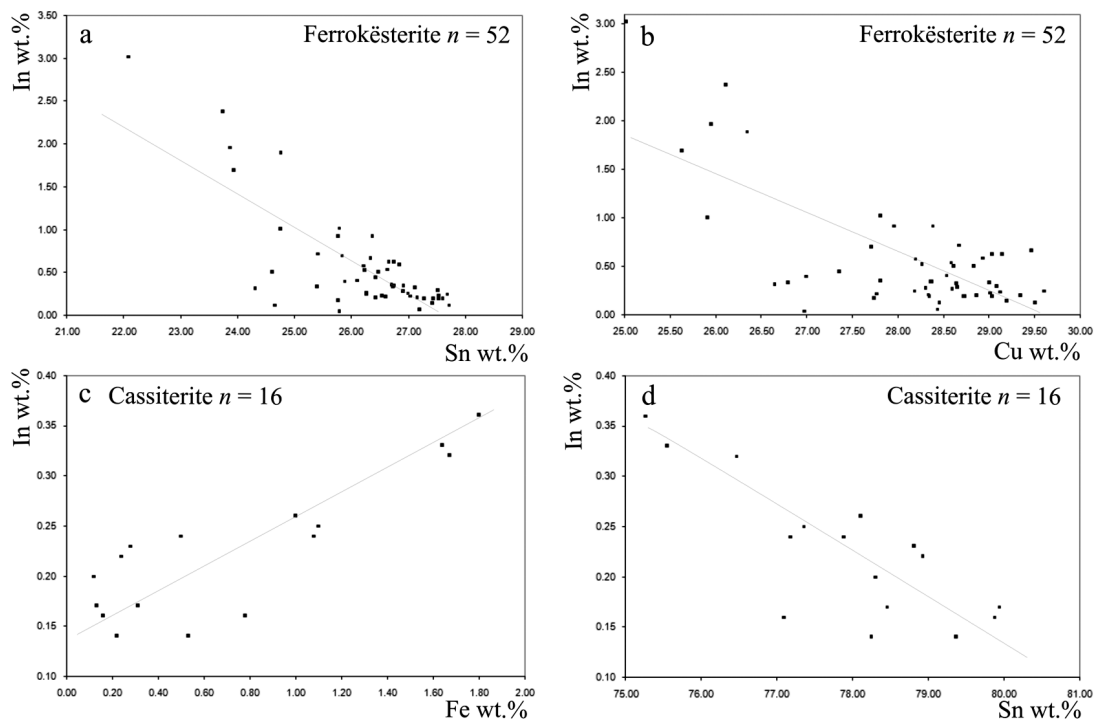 a
Ferrokësterite n = 52
In wt.%
3.50
3.00
2.50
2.00
1.50
1.00
0.50
0.00
21.00 22.00 23.00 24.00 25.00 26.00 27.00 28.00 29.00
Sn wt.%
b
Ferrokësterite n = 52
In wt.%
3.00
2.50
2.00
1.50
1.00
0.50
0.00
25.00 25.50 26.00 26.50 27.00 27.50 28.00 28.50 29.00 29.50 30.00
Cu wt.%
c Cassiterite n = 16
In wt.%
0.40
0.35
0.30
0.25
0.20
0.15
0.10
0.00 0.20 0.40 0.60 0.80 1.00 1.20 1.40 1.60 1.80 2.00
Fe wt.%
d
Cassiterite n = 16
In wt.%
0.40
0.35
0.30
0.25
0.20
0.15
0.10
75.00 76.00 77.00 78.00 79.00 80.00 81.00
Sn wt.%